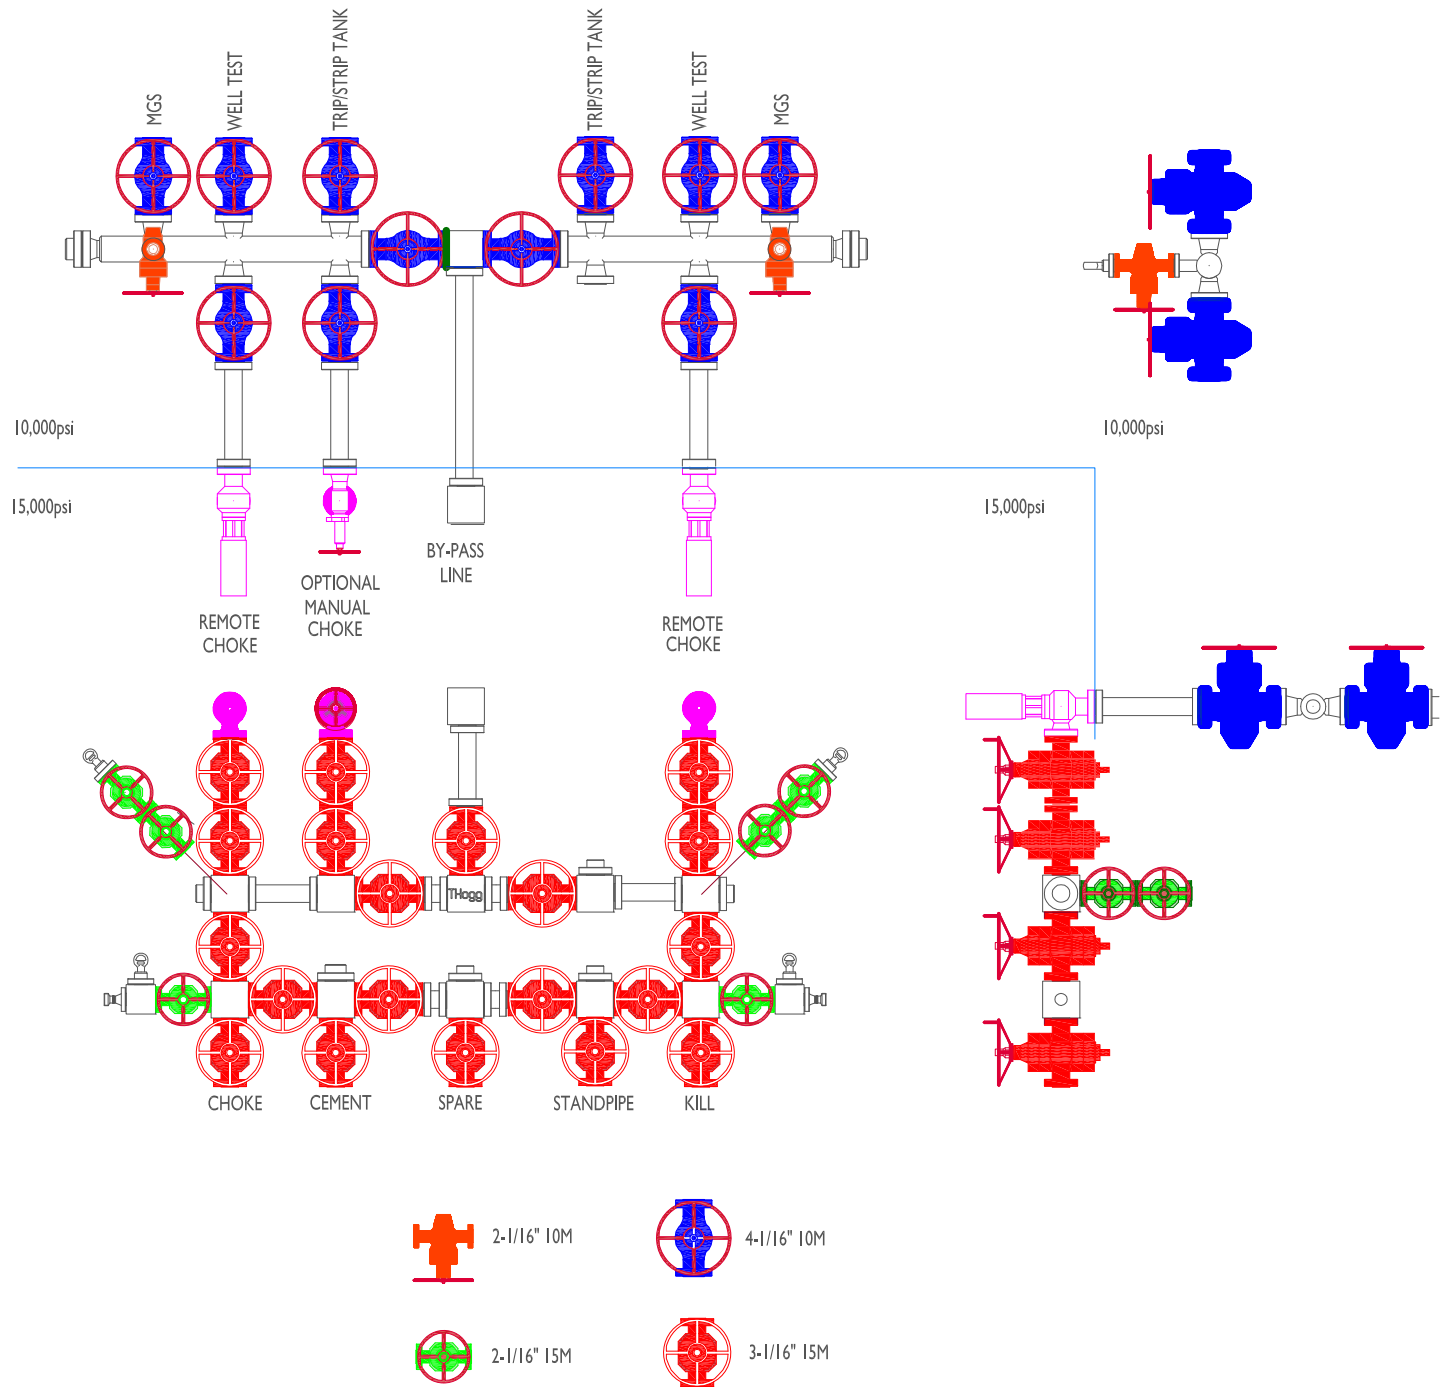 MGS
WELL TEST
TRIP/STRIP TANK
TRIP/STRIP TANK
WELL TEST
MGS
10,000psi
10,000psi
15,000psi
15,000psi
BY-PASS
LINE
OPTIONAL
MANUAL
CHOKE
REMOTE
CHOKE
REMOTE
CHOKE
THogg
CHOKE
CEMENT
SPARE
STANDPIPE
KILL
2-1/16" 10M
4-1/16" 10M
2-1/16" 15M
3-1/16" 15M